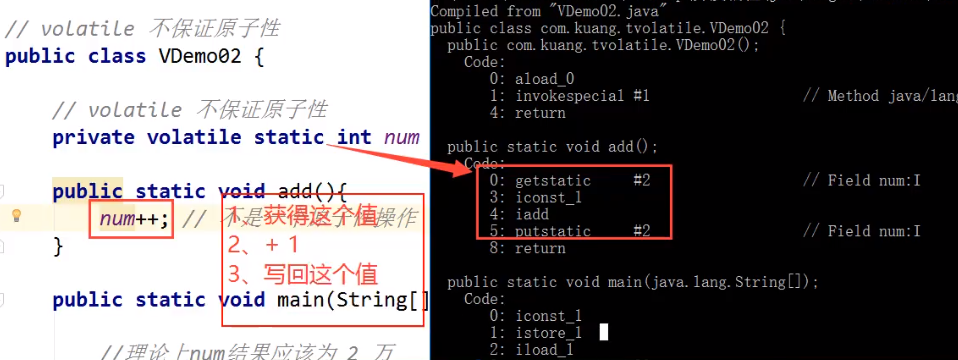 // volatile 不保证原子性
public class VDemo02 {
// volatile 不保证原子性
private volatile static int num
public static void add(){
num++; // 不是一个原子性操作
1、获得这个值
2、+ 1
3、写回这个值
}
public static void main(String[]
//理论上num结果应该为 2 万
Compiled from "VDemo02.java"
public class com.kuang.tvolatile.VDemo02 {
public com.kuang.tvolatile.VDemo02();
Code:
0: aload_0
1: invokespecial #1 // Method java/lang
4: return
public static void add();
Code:
0: getstatic #2 // Field num:I
3: iconst_1
4: iadd
5: putstatic #2 // Field num:I
8: return
public static void main(java.lang.String[]);
Code:
0: iconst_1
1: istore_1
2: iload_1